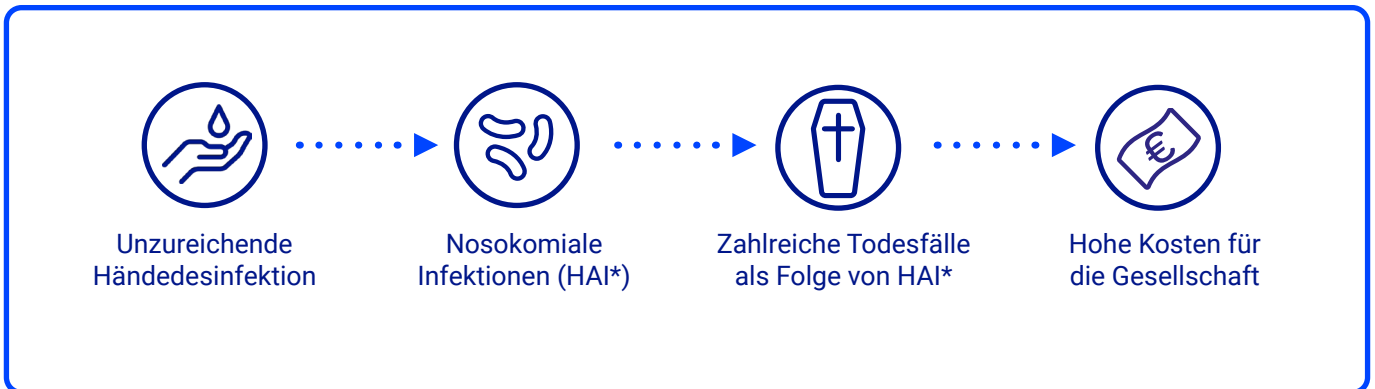 Unzureichende
Händedesinfektion
Nosokomiale
Infektionen (HAI*)
Zahlreiche Todesfälle
als Folge von HAI*
Hohe Kosten für
die Gesellschaft
€